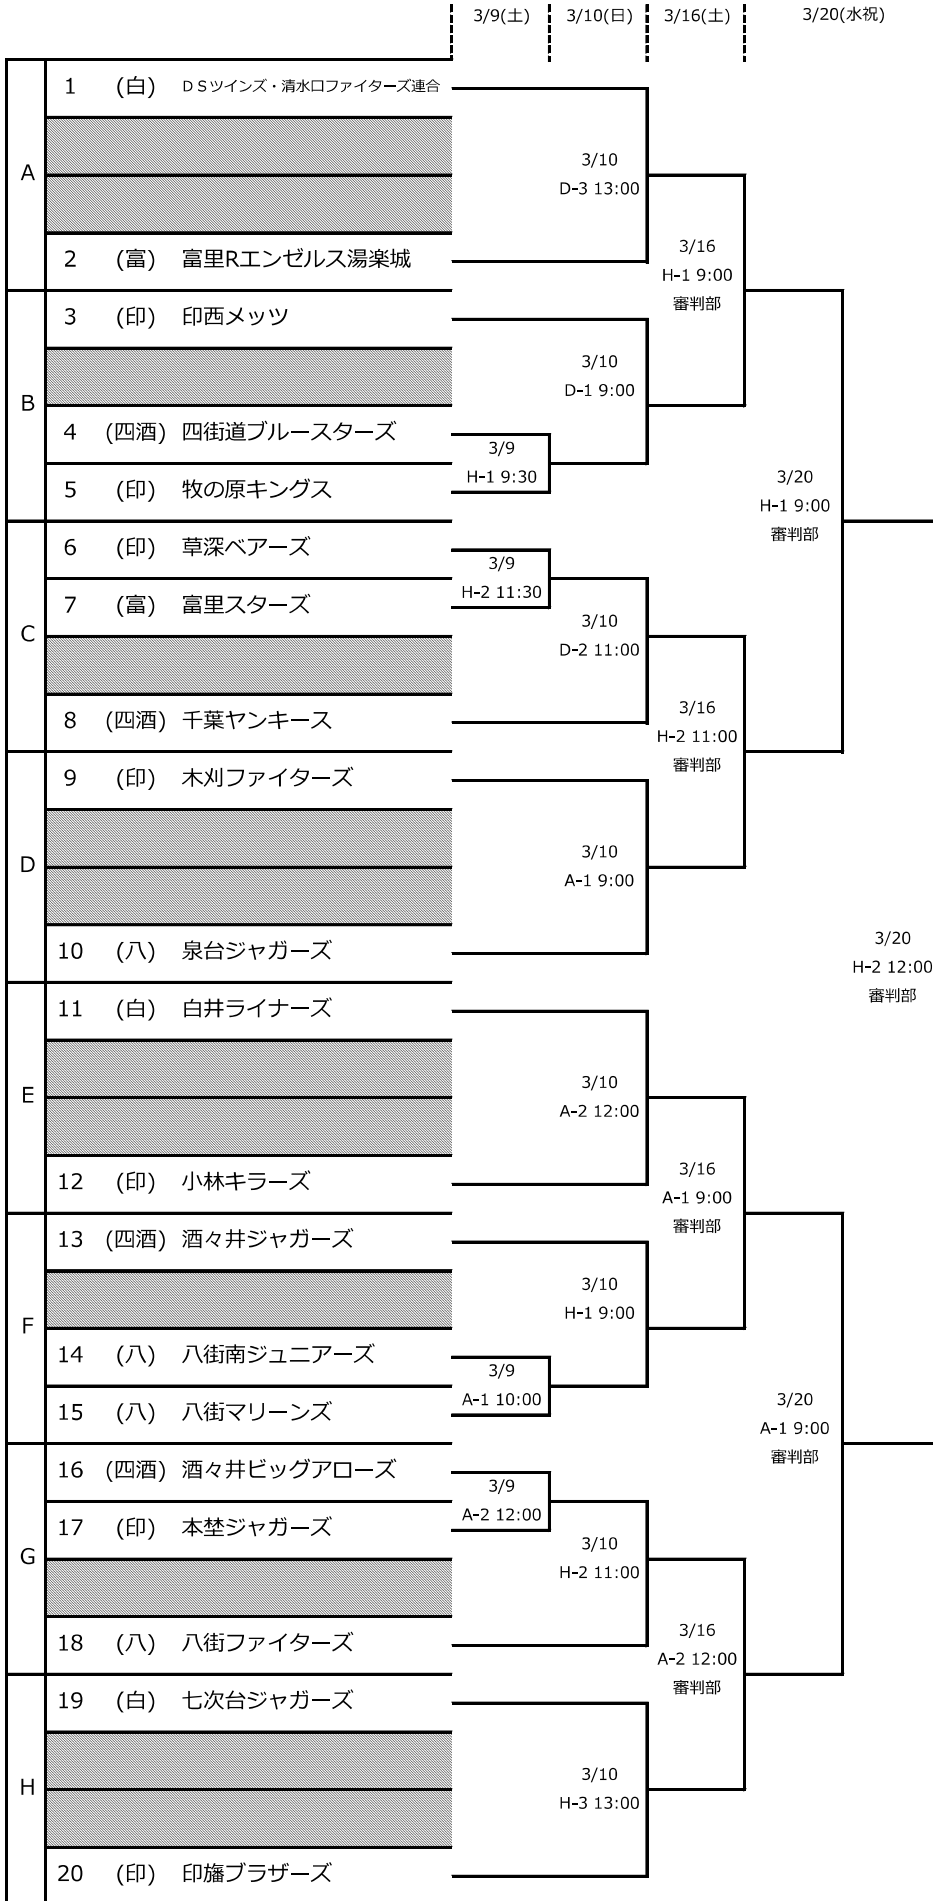 3/9(土) 3/10(日) 3/16(土) 3/20(水祝)
A
1 (白) DSツインズ・清水口ファイターズ連合
3/10
D-3 13:00
2 (富) 富里Rエンゼルス湯楽城
3/16
H-1 9:00
審判部
B
3 (印) 印西メッツ
3/10
D-1 9:00
4 (四酒) 四街道ブルースターズ
3/9
H-1 9:30
5 (印) 牧の原キングス
3/20
H-1 9:00
審判部
C
6 (印) 草深ベアーズ
3/9
H-2 11:30
7 (富) 富里スターズ
3/10
D-2 11:00
8 (四酒) 千葉ヤンキース
3/16
H-2 11:00
審判部
D
9 (印) 木刈ファイターズ
3/10
A-1 9:00
10 (八) 泉台ジャガーズ
3/20
H-2 12:00
審判部
E
11 (白) 白井ライナーズ
3/10
A-2 12:00
12 (印) 小林キラーズ
3/16
A-1 9:00
審判部
F
13 (四酒) 酒々井ジャガーズ
3/10
H-1 9:00
14 (八) 八街南ジュニアーズ
3/9
A-1 10:00
15 (八) 八街マリーンズ
3/20
A-1 9:00
審判部
G
16 (四酒) 酒々井ビッグアローズ
3/9
A-2 12:00
17 (印) 本埜ジャガーズ
3/10
H-2 11:00
18 (八) 八街ファイターズ
3/16
A-2 12:00
審判部
H
19 (白) 七次台ジャガーズ
3/10
H-3 13:00
20 (印) 印旛ブラザーズ